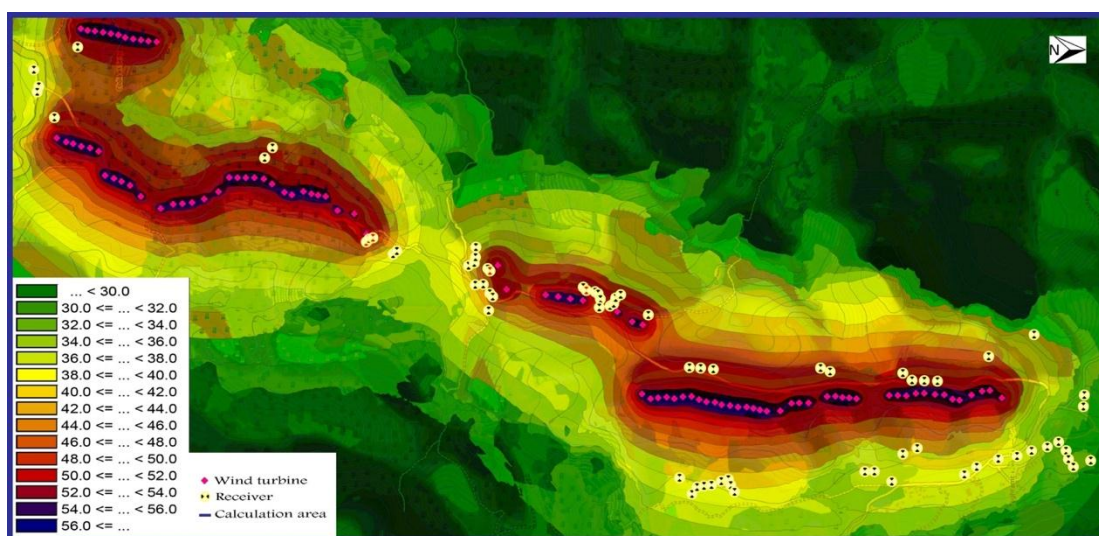 N
... < 30.0
30.0 <= ... < 32.0
32.0 <= ... < 34.0
34.0 <= ... < 36.0
36.0 <= ... < 38.0
38.0 <= ... < 40.0
40.0 <= ... < 42.0
42.0 <= ... < 44.0
44.0 <= ... < 46.0
46.0 <= ... < 48.0
48.0 <= ... < 50.0
50.0 <= ... < 52.0
52.0 <= ... < 54.0
54.0 <= ... < 56.0
56.0 <= ...
Wind turbine
Receiver
Calculation area